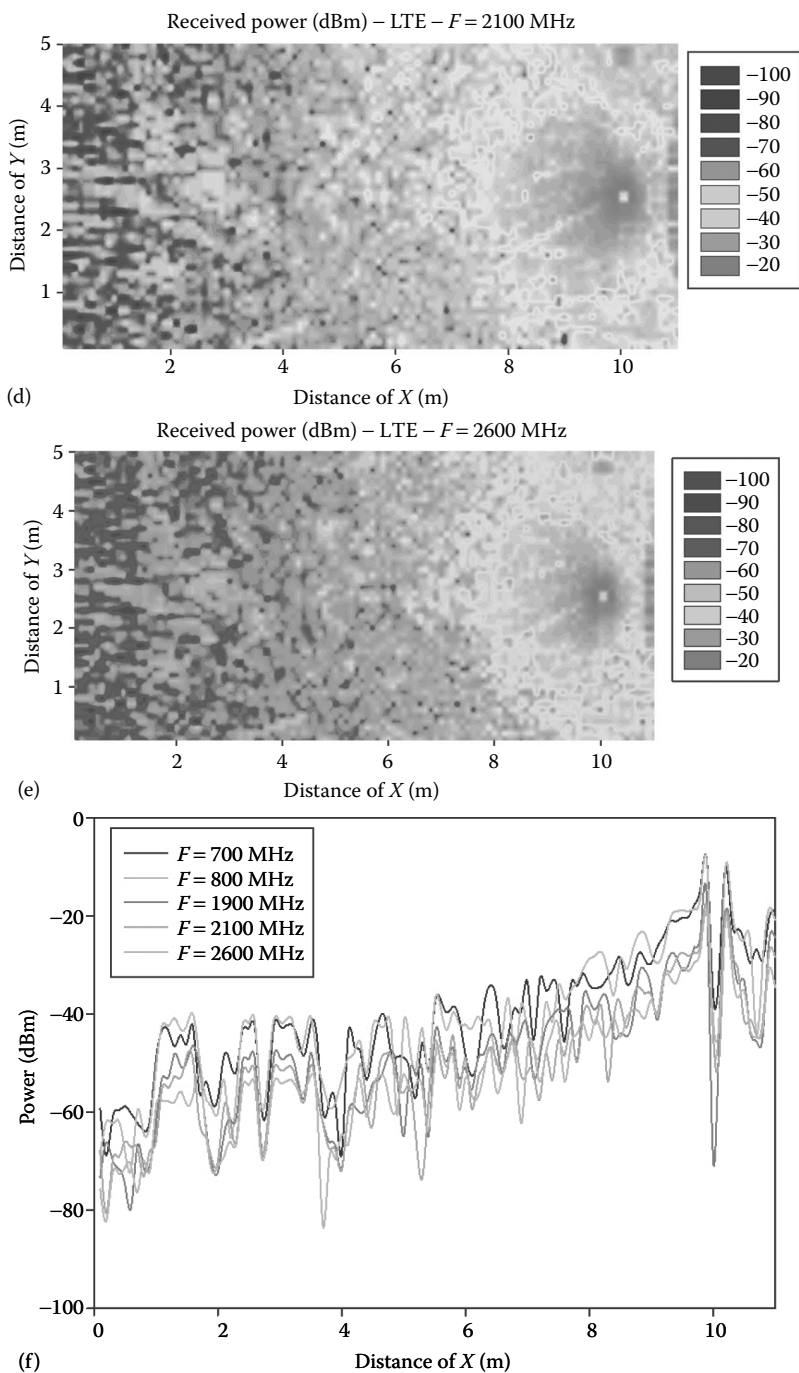 Received power (dBm) – LTE – F = 2100 MHz
5
4
3
2
1
Distance of Y (m)
2 4 6 8 10
Distance of X (m)
(d)
–100
–90
–80
–70
–60
–50
–40
–30
–20
Received power (dBm) – LTE – F = 2600 MHz
5
4
3
2
1
Distance of Y (m)
2 4 6 8 10
Distance of X (m)
(e)
–100
–90
–80
–70
–60
–50
–40
–30
–20
0
–20
–40
–60
–80
–100
Power (dBm)
F = 700 MHz
F = 800 MHz
F = 1900 MHz
F = 2100 MHz
F = 2600 MHz
0 2 4 6 8 10
Distance of X (m)
(f)